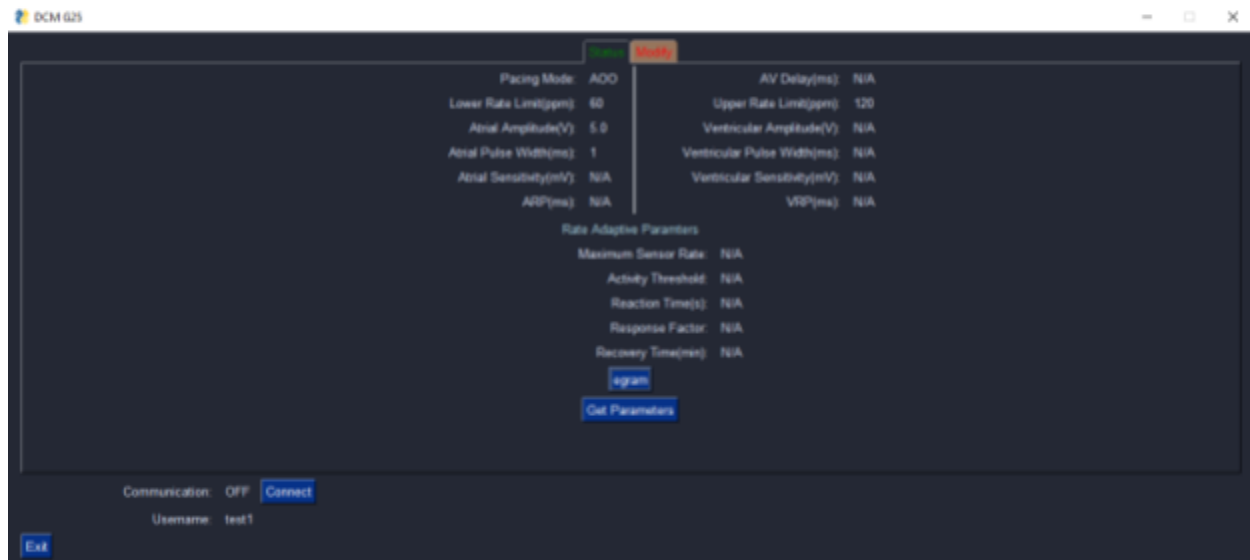 DCM G25
Status Modify
Pacing Mode: AOO AV Delay(ms): N/A
Lower Rate Limit(ppm): 60 Upper Rate Limit(ppm): 120
Atrial Amplitude(V): 5.0 Ventricular Amplitude(V): N/A
Atrial Pulse Width(ms): 1 Ventricular Pulse Width(ms): N/A
Atrial Sensitivity(mV): N/A Ventricular Sensitivity(mV): N/A
ARP(ms): N/A VRP(ms): N/A
Rate Adaptive Paramters
Maximum Sensor Rate: N/A
Activity Threshold: N/A
Reaction Time(s): N/A
Response Factor: N/A
Recovery Time(min): N/A
egram
Get Parameters
Communication: OFF Connect
Username: test1
Exit